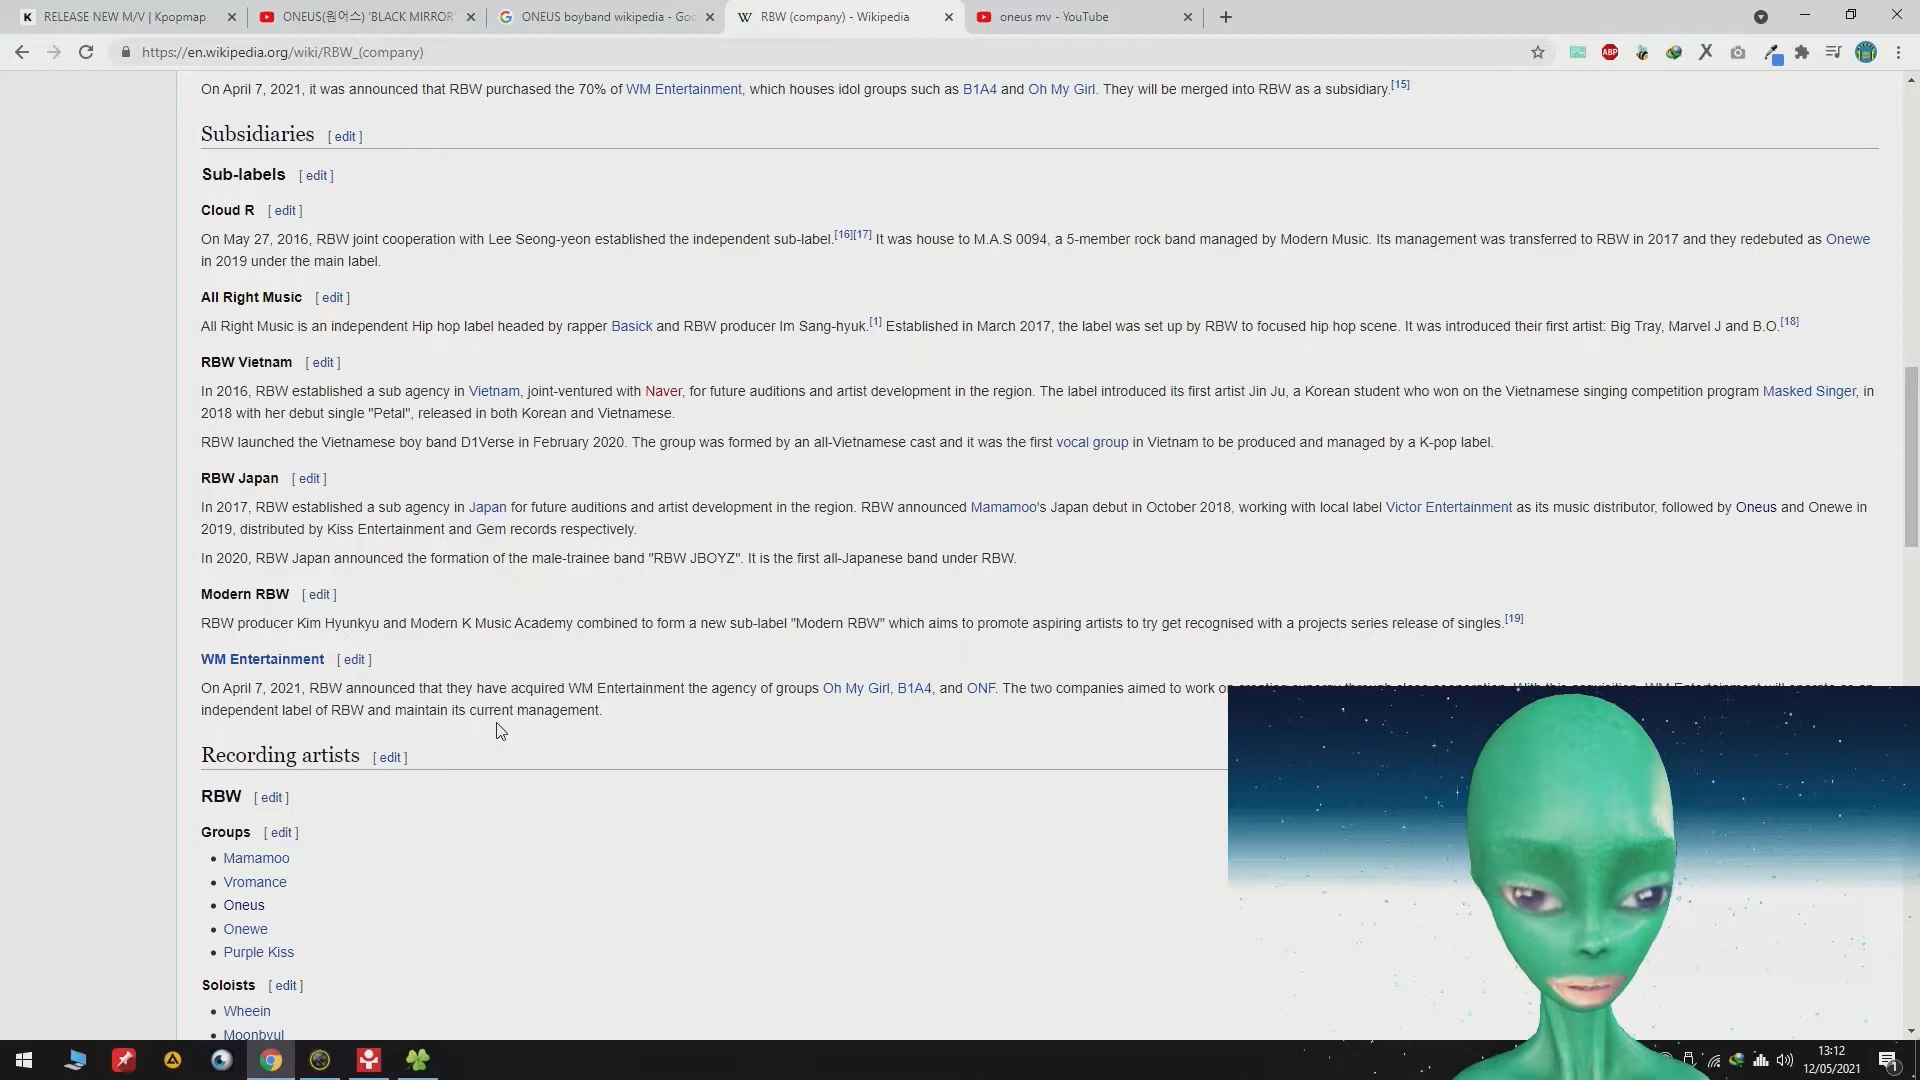 RELEASE NEW M/V | Kpopmap
ONEUS(원어스) 'BLACK MIRROR'
ONEUS boyband wikipedia - Goo
RBW (company) - Wikipedia
oneus mv - YouTube
https://en.wikipedia.org/wiki/RBW_(company)
ABP
On April 7, 2021, it was announced that RBW purchased the 70% of WM Entertainment, which houses idol groups such as B1A4 and Oh My Girl. They will be merged into RBW as a subsidiary.[15]
Subsidiaries [ edit ]
Sub-labels [ edit ]
Cloud R [ edit ]
On May 27, 2016, RBW joint cooperation with Lee Seong-yeon established the independent sub-label.[16][17] It was house to M.A.S 0094, a 5-member rock band managed by Modern Music. Its management was transferred to RBW in 2017 and they redebuted as Onewe
in 2019 under the main label.
All Right Music [ edit ]
All Right Music is an independent Hip hop label headed by rapper Basick and RBW producer Im Sang-hyuk.[1] Established in March 2017, the label was set up by RBW to focused hip hop scene. It was introduced their first artist: Big Tray, Marvel J and B.O.[18]
RBW Vietnam [ edit ]
In 2016, RBW established a sub agency in Vietnam, joint-ventured with Naver, for future auditions and artist development in the region. The label introduced its first artist Jin Ju, a Korean student who won on the Vietnamese singing competition program Masked Singer, in
2018 with her debut single "Petal", released in both Korean and Vietnamese.
RBW launched the Vietnamese boy band D1Verse in February 2020. The group was formed by an all-Vietnamese cast and it was the first vocal group in Vietnam to be produced and managed by a K-pop label.
RBW Japan [ edit ]
In 2017, RBW established a sub agency in Japan for future auditions and artist development in the region. RBW announced Mamamoo's Japan debut in October 2018, working with local label Victor Entertainment as its music distributor, followed by Oneus and Onewe in
2019, distributed by Kiss Entertainment and Gem records respectively.
In 2020, RBW Japan announced the formation of the male-trainee band "RBW JBOYZ". It is the first all-Japanese band under RBW.
Modern RBW [ edit ]
RBW producer Kim Hyunkyu and Modern K Music Academy combined to form a new sub-label "Modern RBW" which aims to promote aspiring artists to try get recognised with a projects series release of singles.[19]
WM Entertainment [ edit ]
On April 7, 2021, RBW announced that they have acquired WM Entertainment the agency of groups Oh My Girl, B1A4, and ONF. The two companies aimed to work
independent label of RBW and maintain its current management.
Recording artists [ edit ]
RBW [ edit ]
Groups [ edit ]
Mamamoo
Vromance
Oneus
Onewe
Purple Kiss
Soloists [ edit ]
Wheein
Moonbyul
13:12
12/05/2021
1